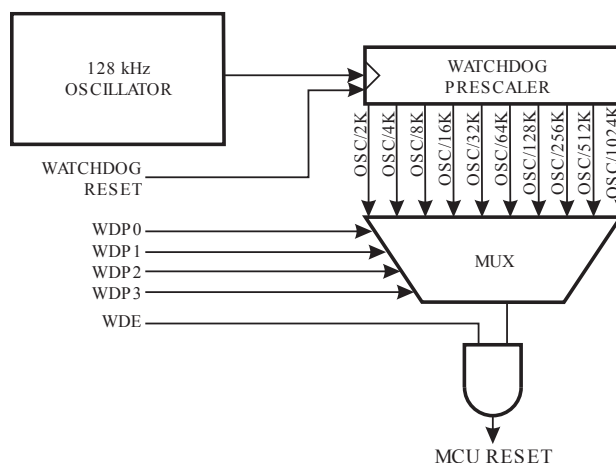 128 kHz
OSCILLATOR
WATCHDOG
PRESCALER
WATCHDOG
RESET
OSC/2K
OSC/4K
OSC/8K
OSC/16K
OSC/32K
OSC/64K
OSC/128K
OSC/256K
OSC/512K
OSC/1024K
WDP0
WDP1
WDP2
WDP3
WDE
MUX
MCU RESET